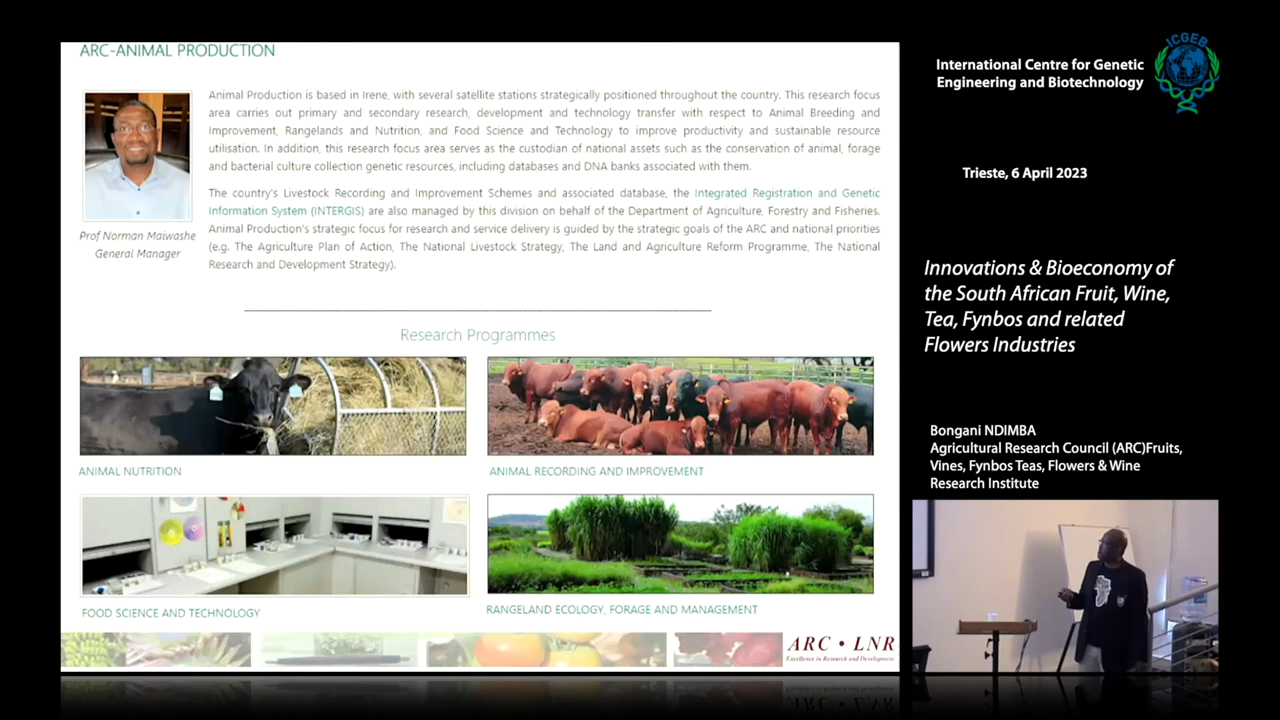 ARC-ANIMAL PRODUCTION
Animal Production is based in Irene, with several satellite stations strategically positioned throughout the country. This research focus
area carries out primary and secondary research, development and technology transfer with respect to Animal Breeding and
Improvement, Rangelands and Nutrition, and Food Science and Technology to improve productivity and sustainable resource
utilisation. In addition, this research focus area serves as the custodian of national assets such as the conservation of animal, forage
and bacterial culture collection genetic resources, including databases and DNA banks associated with them.
The country's Livestock Recording and Improvement Schemes and associated database, the Integrated Registration and Genetic
Information System (INTERGIS) are also managed by this division on behalf of the Department of Agriculture, Forestry and Fisheries.
Animal Production's strategic focus for research and service delivery is guided by the strategic goals of the ARC and national priorities
(e.g. The Agriculture Plan of Action, The National Livestock Strategy, The Land and Agriculture Reform Programme, The National
Research and Development Strategy).
Prof Norman Maiwashe
General Manager
Research Programmes
ANIMAL NUTRITION
ANIMAL RECORDING AND IMPROVEMENT
FOOD SCIENCE AND TECHNOLOGY
RANGELAND ECOLOGY, FORAGE AND MANAGEMENT
ARC • LNR
Excellence in Research and Development
International Centre for Genetic
Engineering and Biotechnology
ICGEB
Trieste, 6 April 2023
Innovations & Bioeconomy of
the South African Fruit, Wine,
Tea, Fynbos and related
Flowers Industries
Bongani NDIMBA
Agricultural Research Council (ARC)Fruits,
Vines, Fynbos Teas, Flowers & Wine
Research Institute